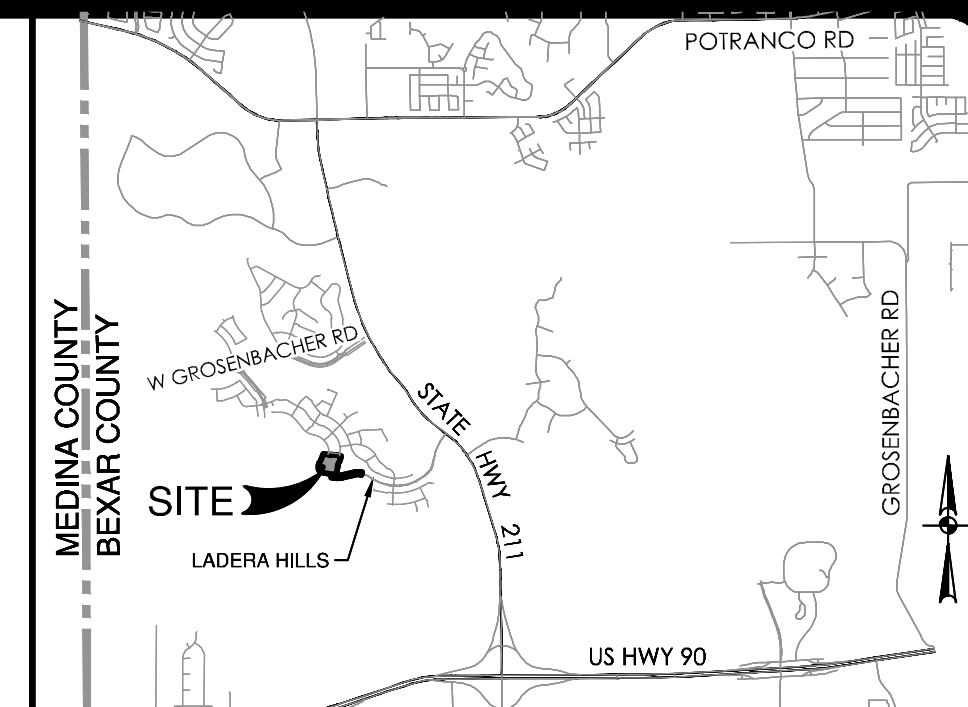 POTRANCO RD
MEDINA COUNTY
BEXAR COUNTY
W GROSENBACHER RD
GROSENBACHER RD
STATE HWY 211
SITE
LADERA HILLS
US HWY 90